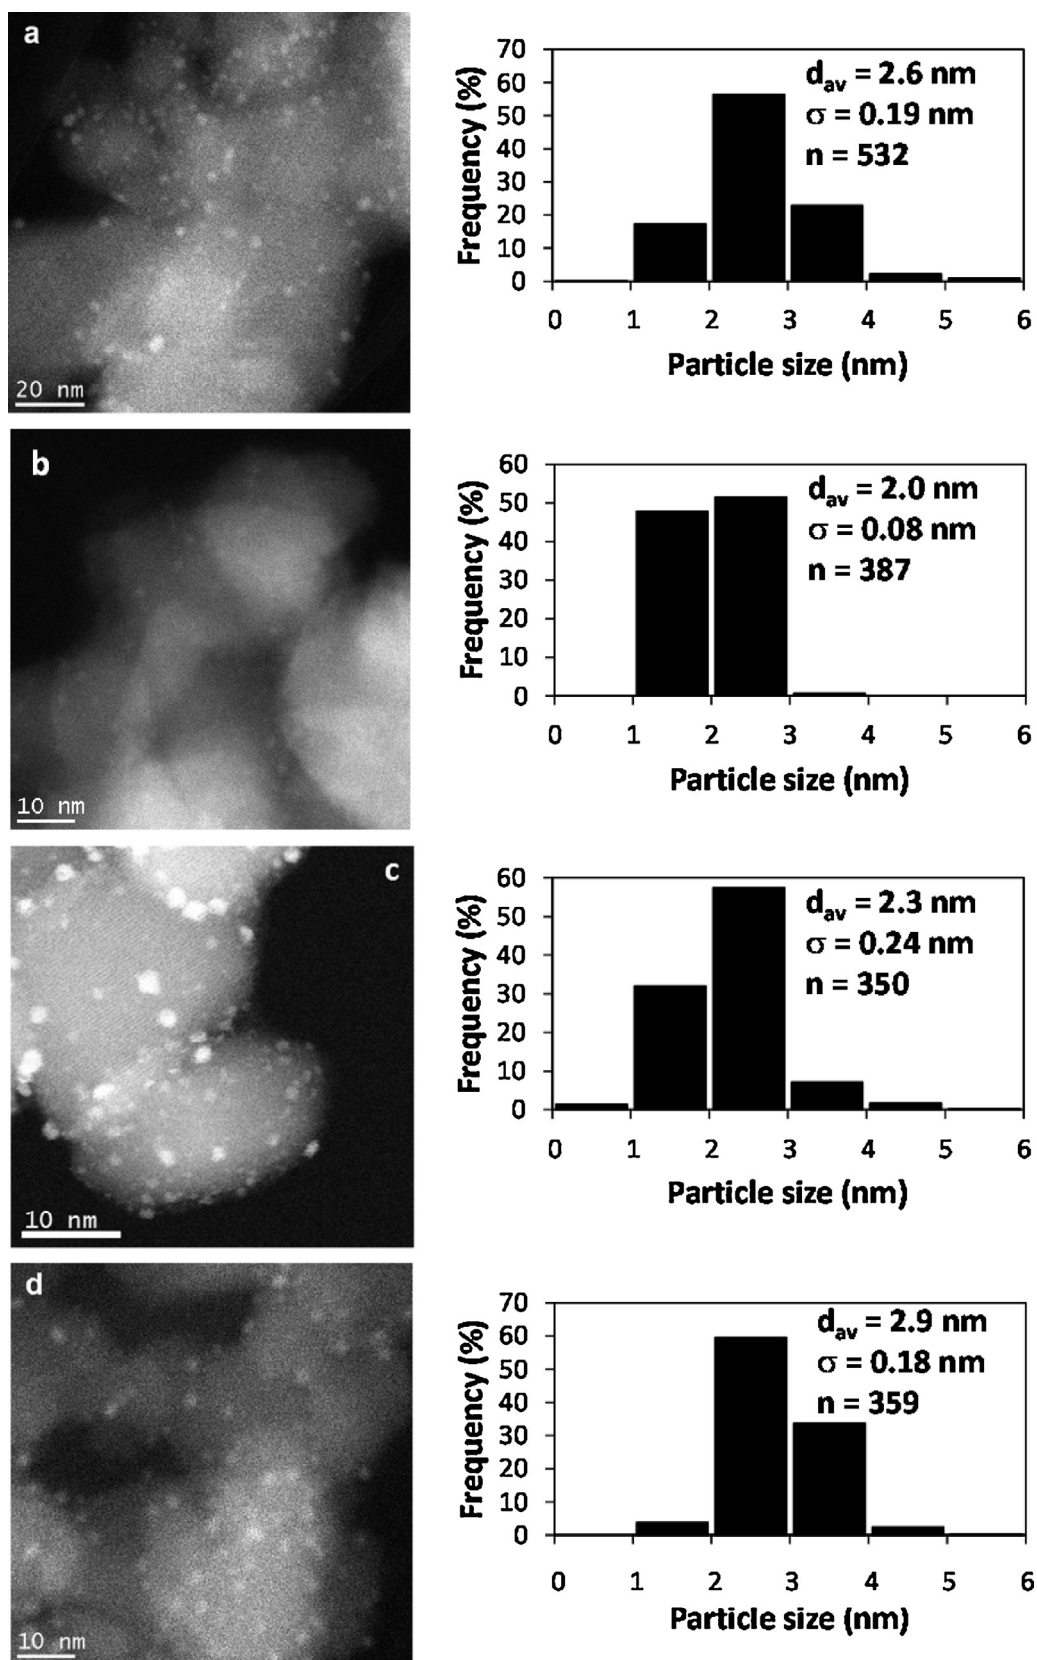 a
20 nm
70
60
50
40
30
20
10
0
Frequency (%)
d_av = 2.6 nm
σ = 0.19 nm
n = 532
0 1 2 3 4 5 6
Particle size (nm)
b
10 nm
60
50
40
30
20
10
0
Frequency (%)
d_av = 2.0 nm
σ = 0.08 nm
n = 387
0 1 2 3 4 5 6
Particle size (nm)
c
10 nm
60
50
40
30
20
10
0
Frequency (%)
d_av = 2.3 nm
σ = 0.24 nm
n = 350
0 1 2 3 4 5 6
Particle size (nm)
d
10 nm
70
60
50
40
30
20
10
0
Frequency (%)
d_av = 2.9 nm
σ = 0.18 nm
n = 359
0 1 2 3 4 5 6
Particle size (nm)